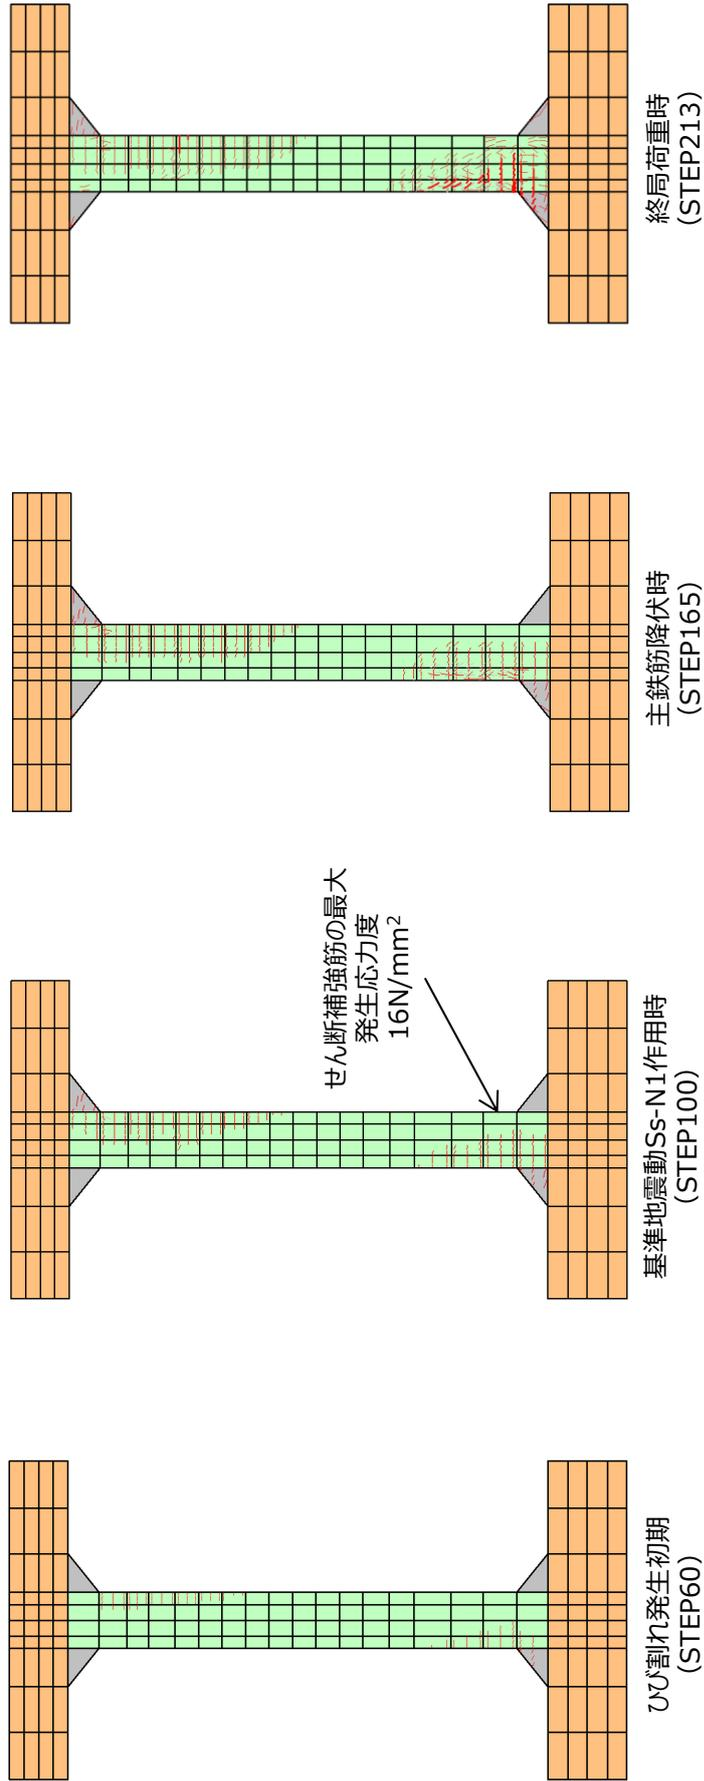 ひび割れ発生初期
(STEP60)
基準地震動Ss-N1作用時
(STEP100)
せん断補強筋の最大
発生応力度
16N/mm²
主鉄筋降伏時
(STEP165)
終局荷重時
(STEP213)